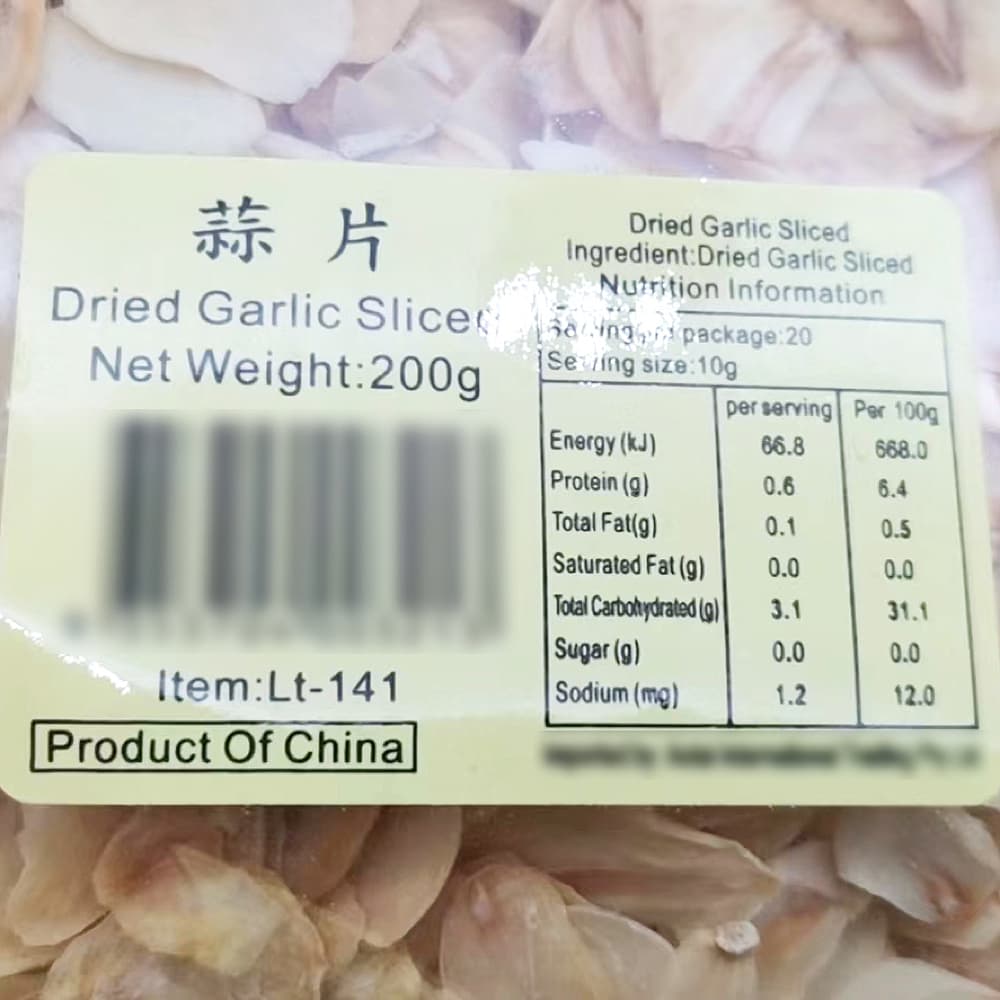 蒜 片
Dried Garlic Sliced
Net Weight:200g
Item:Lt-141
Product Of China
Dried Garlic Sliced
Ingredient:Dried Garlic Sliced
Nutrition Information
package:20
Serving size:10g
per serving Per 100g
Energy (kJ) 66.8 668.0
Protein (g) 0.6 6.4
Total Fat(g) 0.1 0.5
Saturated Fat (g) 0.0 0.0
Total Carbohydrated (g) 3.1 31.1
Sugar (g) 0.0 0.0
Sodium (mg) 1.2 12.0